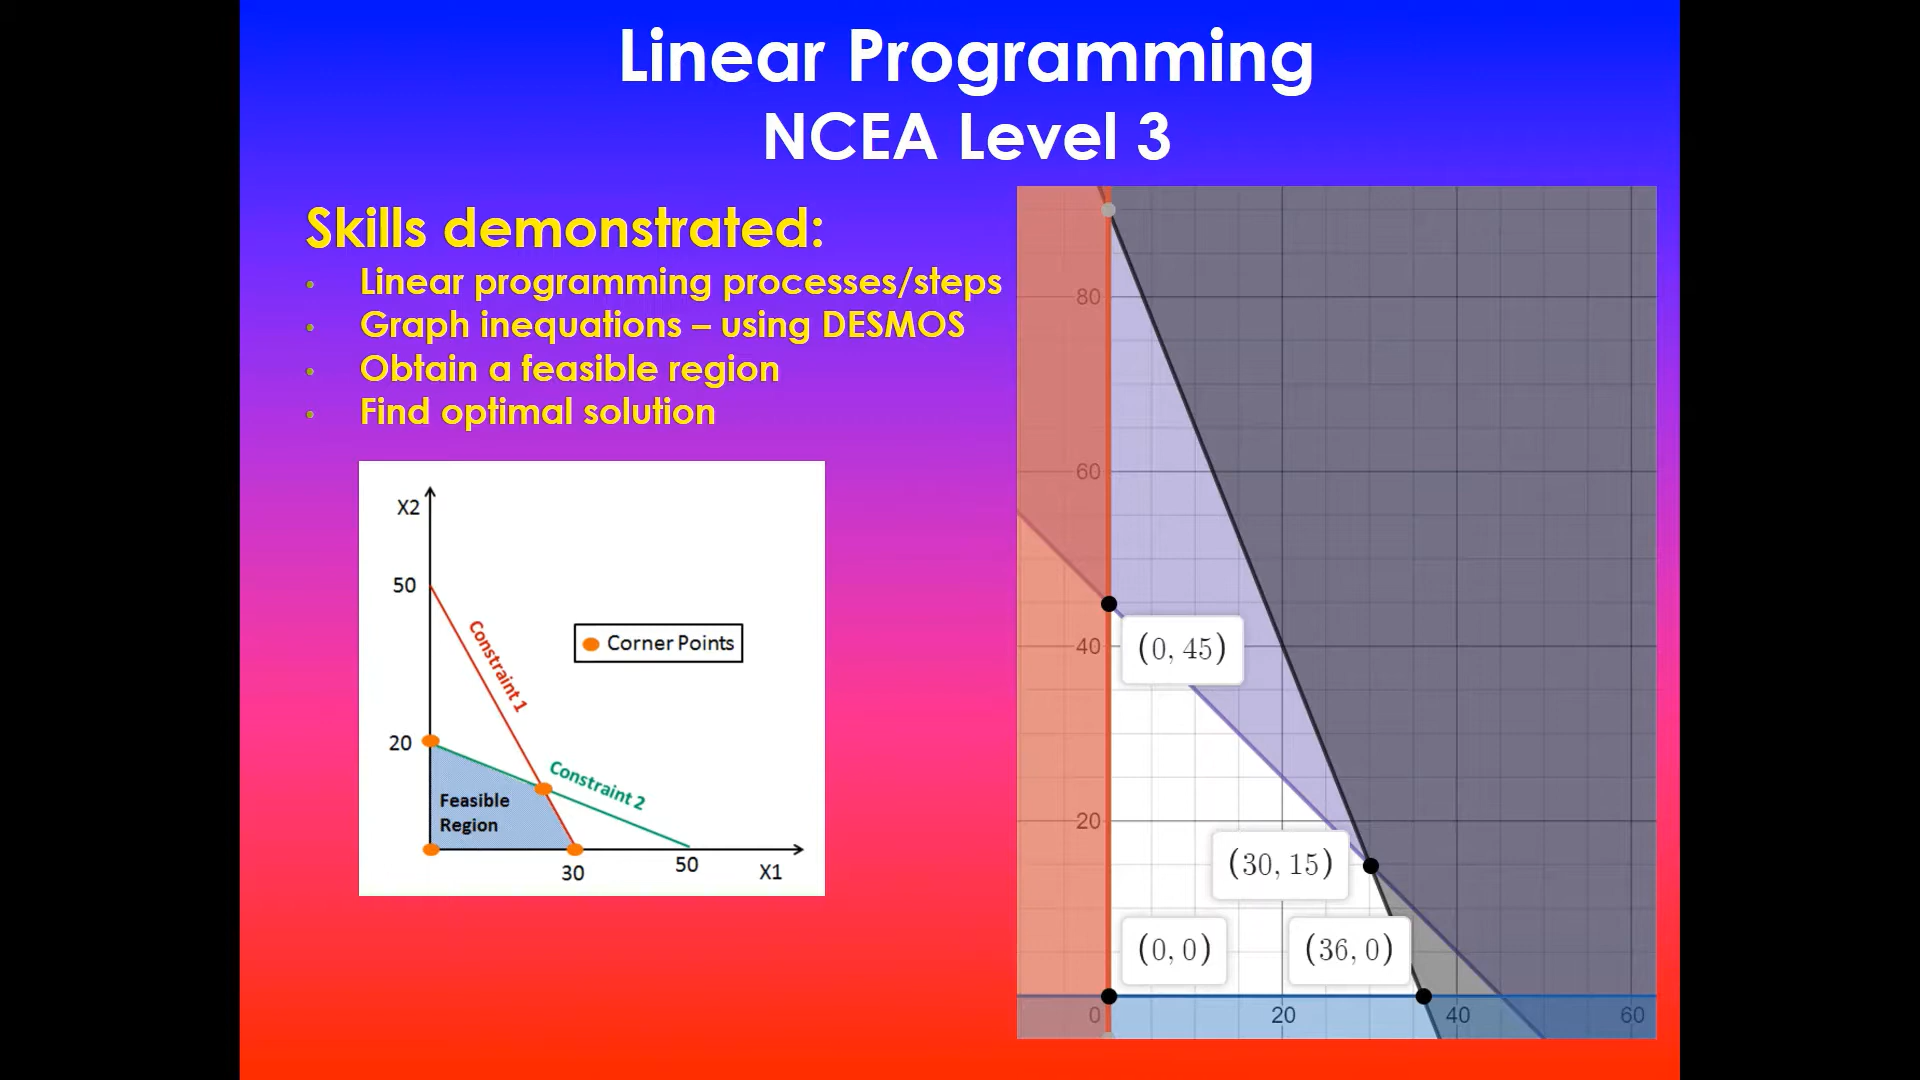 Linear Programming
NCEA Level 3
Skills demonstrated:
• Linear programming processes/steps
• Graph inequations – using DESMOS
• Obtain a feasible region
• Find optimal solution
X2
50
Constraint 1
Corner Points
20
Constraint 2
Feasible
Region
30
50
X1
80
60
40
(0, 45)
20
(30, 15)
(0, 0)
(36, 0)
0
20
40
60